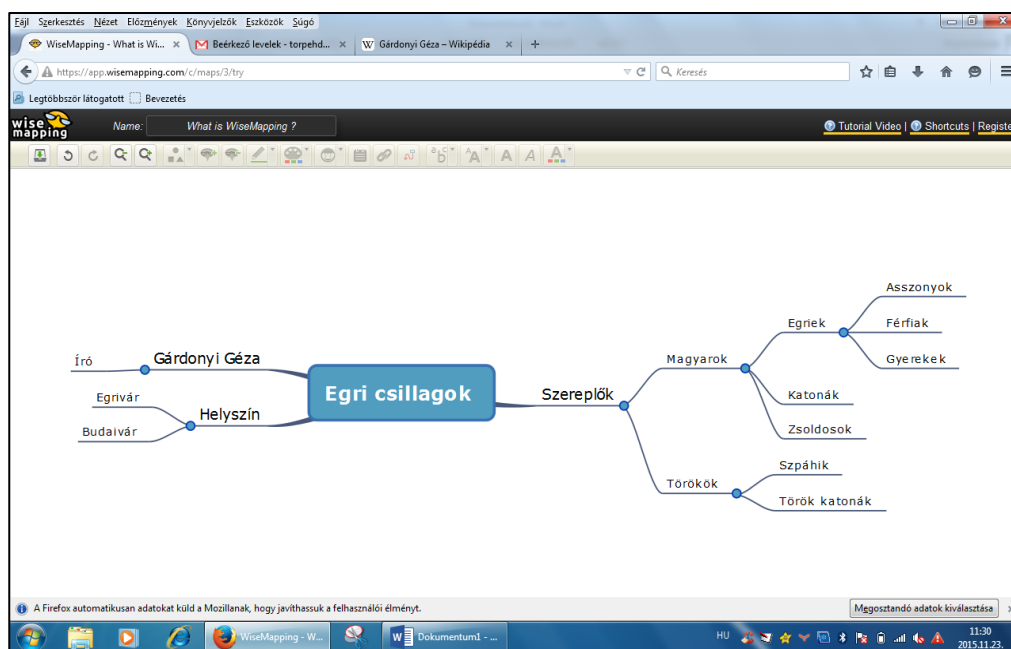 Fájl Szerkesztés Nézet Előzmények Könyvjelzők Eszközök Súgó
WiseMapping - What is Wi... × Beérkező levelek - torpehd... × W Gárdonyi Géza – Wikipédia × +
https://app.wisemapping.com/c/maps/3/try Keresés
Legtöbbször látogatott Bevezetés
wise mapping Name: What is WiseMapping ? Tutorial Video | Shortcuts | Registe
Asszonyok
Egriek Férfiak
Író Gárdonyi Géza Magyarok Gyerekek
Egrivár Egri csillagok Szereplők Katonák
Helyszín
Budaivár Zsoldosok
Szpáhik
Törökök
Török katonák
A Firefox automatikusan adatokat küld a Mozillanak, hogy javíthassuk a felhasználói élményt. Megosztandó adatok kiválasztása ×
WiseMapping - W... Dokumentum1 - ... HU 11:30
2015.11.23.